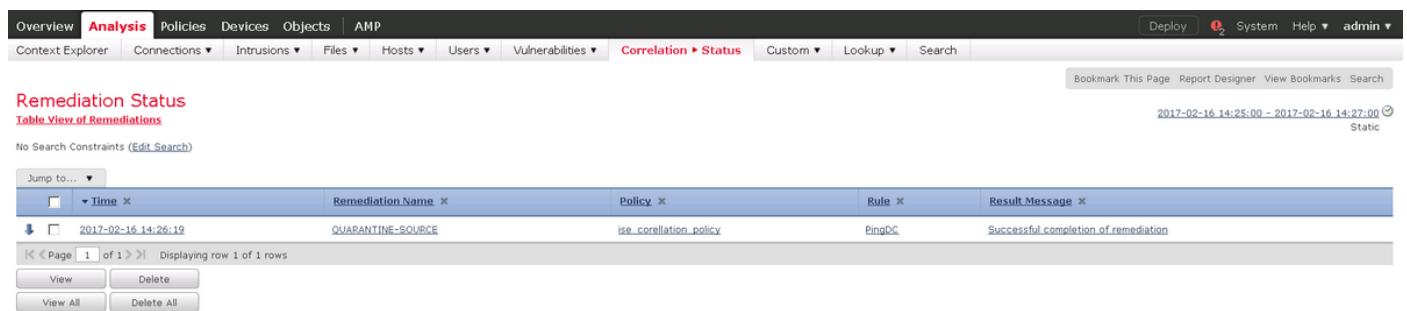 Overview Analysis Policies Devices Objects AMP Deploy 2 System Help ▼ admin ▼
Context Explorer Connections ▼ Intrusions ▼ Files ▼ Hosts ▼ Users ▼ Vulnerabilities ▼ Correlation ▸ Status Custom ▼ Lookup ▼ Search
Bookmark This Page Report Designer View Bookmarks Search
Remediation Status
Table View of Remediations
2017-02-16 14:25:00 - 2017-02-16 14:27:00
Static
No Search Constraints (Edit Search)
Jump to... ▼
▼ Time × Remediation Name × Policy × Rule × Result Message ×
2017-02-16 14:26:19 QUARANTINE-SOURCE ise_corellation_policy PingDC Successful completion of remediation
|< < Page 1 of 1 > >| Displaying row 1 of 1 rows
View Delete
View All Delete All